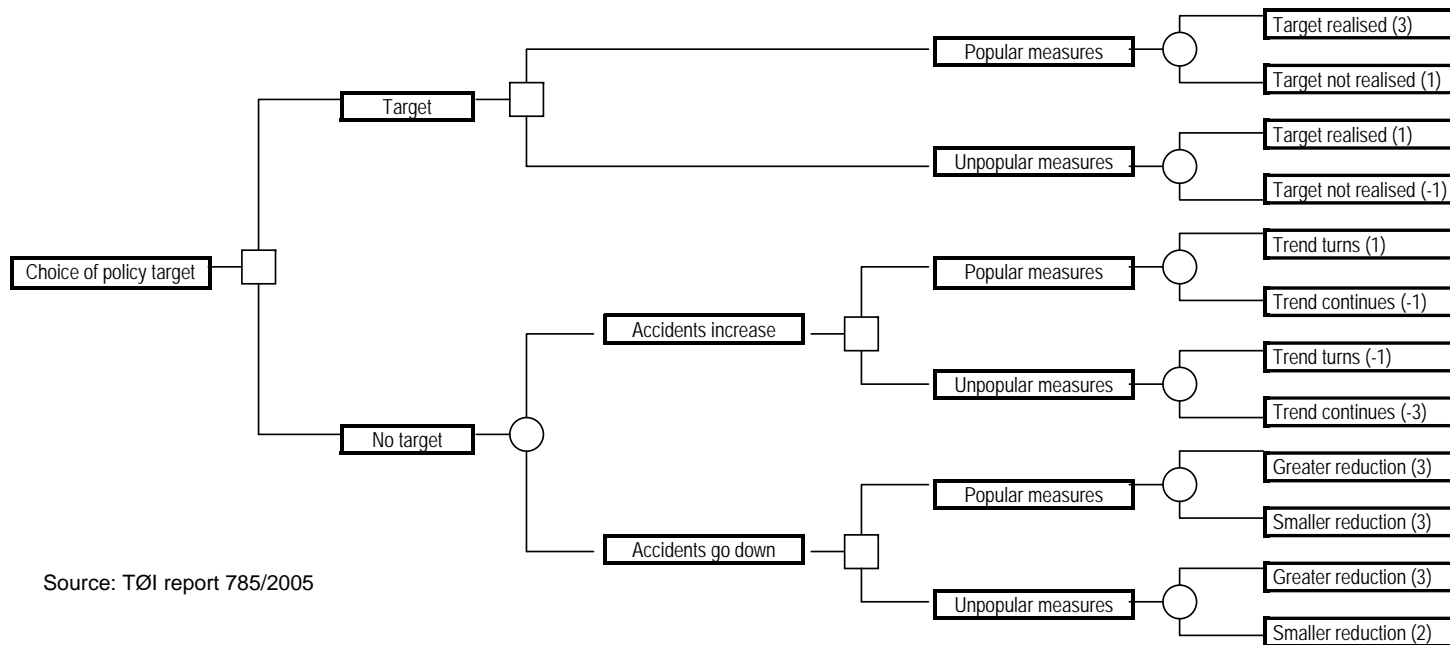 Target realised (3)
Popular measures
Target not realised (1)
Target
Target realised (1)
Unpopular measures
Target not realised (-1)
Choice of policy target
Trend turns (1)
Popular measures
Trend continues (-1)
Accidents increase
Trend turns (-1)
Unpopular measures
Trend continues (-3)
No target
Greater reduction (3)
Popular measures
Smaller reduction (3)
Accidents go down
Greater reduction (3)
Unpopular measures
Smaller reduction (2)
Source: TØI report 785/2005